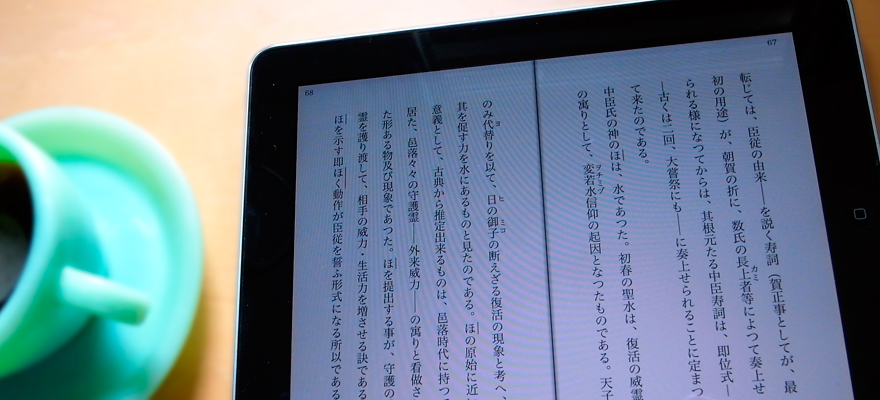 67
転じては、臣従の由来──を説く寿詞（賀正事としてが、最
初の用途）が、朝賀の折に、数氏の長上者等によつて奏上せ
られる様になつてからは、其根元たる中臣寿詞は、即位式─
─古くは二回、大嘗祭にも──に奏上せられることに定まつ
て来たのである。
中臣氏の神のほは、水であつた。初春の聖水は、復活の威霊
の寓りとして、変若水信仰の起因となつたものである。天子
68
のみ代替りを以て、日の御子の断えざる復活の現象と考へ、
其を促す力を水にあるものと見たのである。ほの原始に近
意義として、古典から推定出来るものは、邑落時代に持つ
居た、邑落々々の守護霊──外来威力──の寓りと看做さ
た形ある物及び現象であつた。ほを提出する事が、守護の
霊を護り渡して、相手の威力・生活力を増させる訣である
ほを示す即ほく動作が臣従を誓ふ形式になる所以である